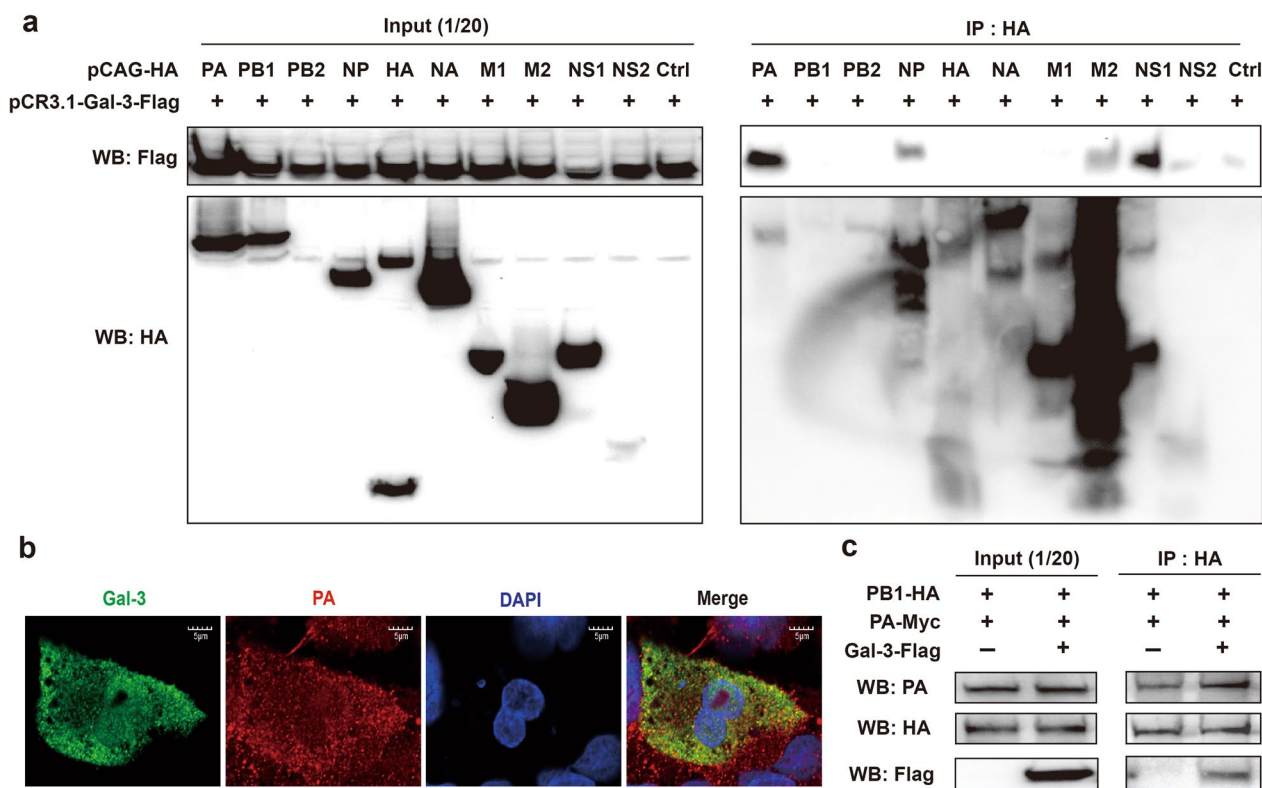 a
Input (1/20)
IP : HA
pCAG-HA PA PB1 PB2 NP HA NA M1 M2 NS1 NS2 Ctrl PA PB1 PB2 NP HA NA M1 M2 NS1 NS2 Ctrl
pCR3.1-Gal-3-Flag + + + + + + + + + + + + + + + + + + + + + +
WB: Flag
WB: HA
b
Gal-3 PA DAPI Merge
5μm 5μm 5μm 5μm
c
Input (1/20) IP : HA
PB1-HA + + + +
PA-Myc + + + +
Gal-3-Flag – + – +
WB: PA
WB: HA
WB: Flag